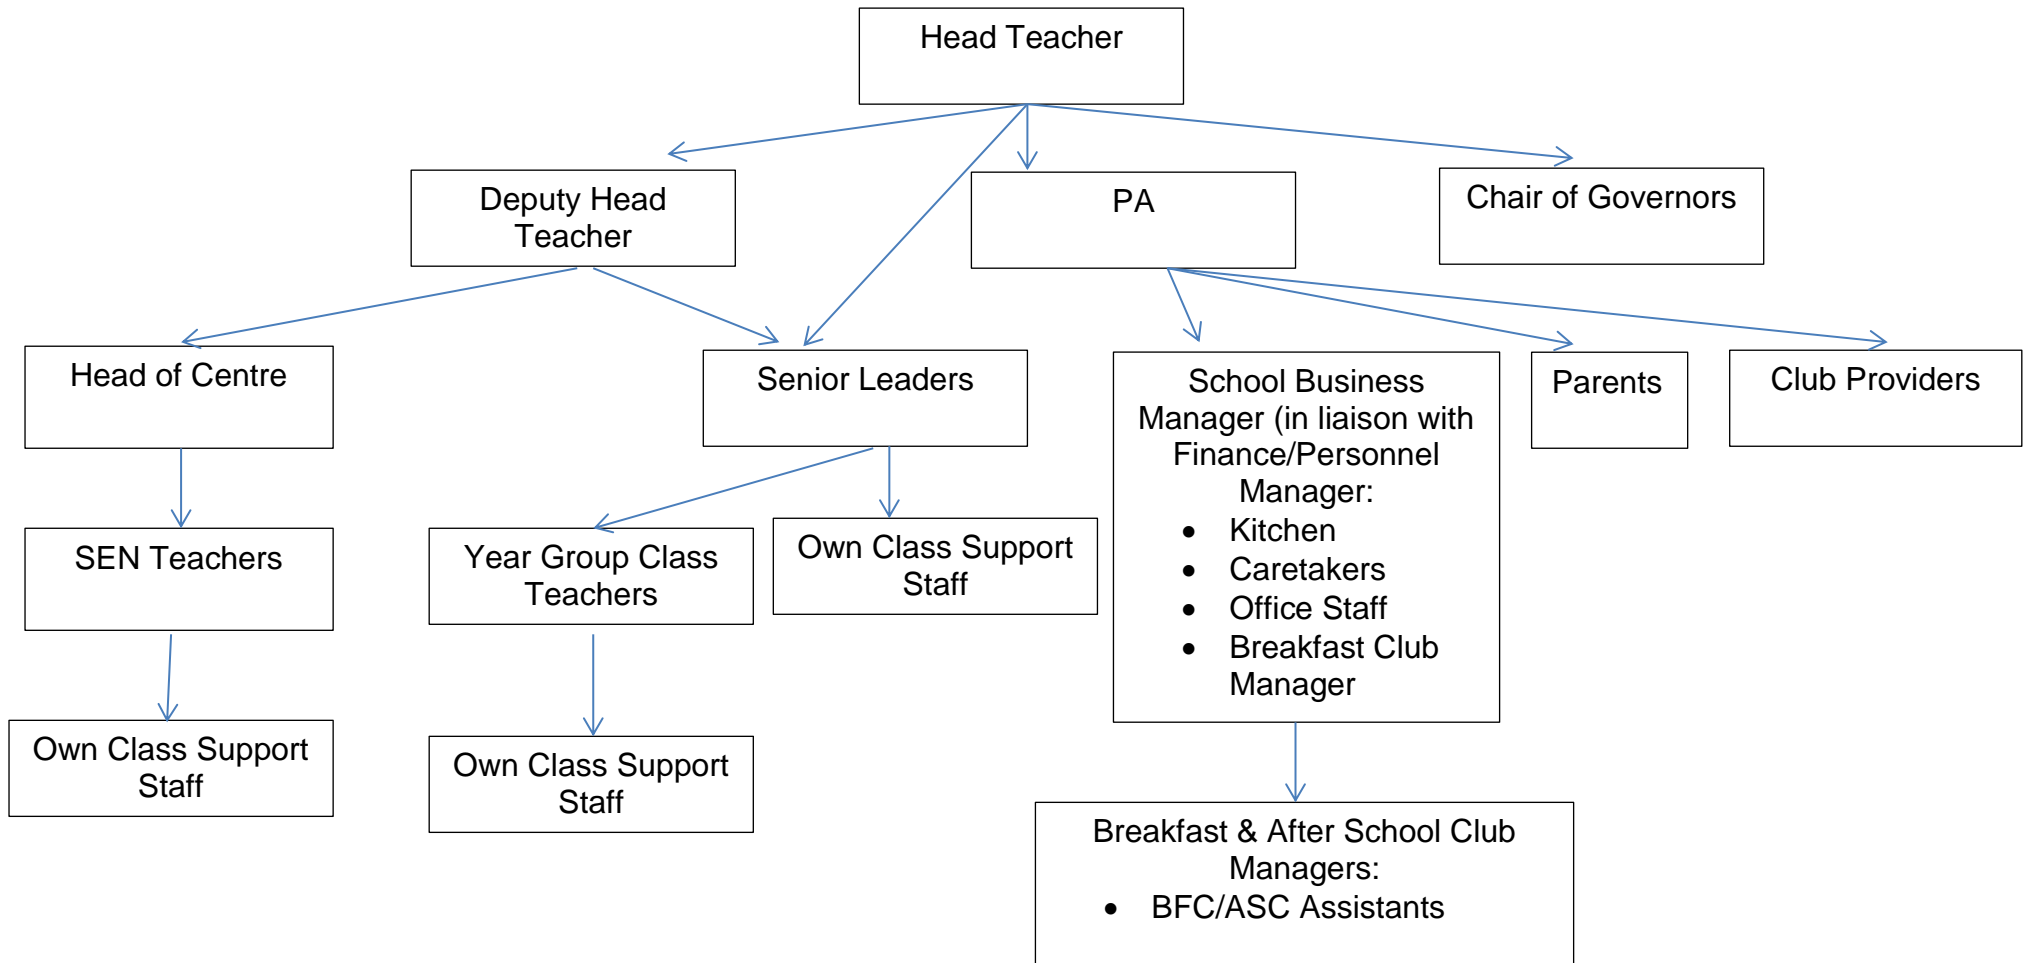 Head Teacher
Deputy Head
Teacher
PA
Chair of Governors
Head of Centre
Senior Leaders
School Business
Manager (in liaison with
Finance/Personnel
Manager:
• Kitchen
• Caretakers
• Office Staff
• Breakfast Club
Manager
Parents
Club Providers
SEN Teachers
Year Group Class
Teachers
Own Class Support
Staff
Own Class Support
Staff
Own Class Support
Staff
Breakfast & After School Club
Managers:
• BFC/ASC Assistants